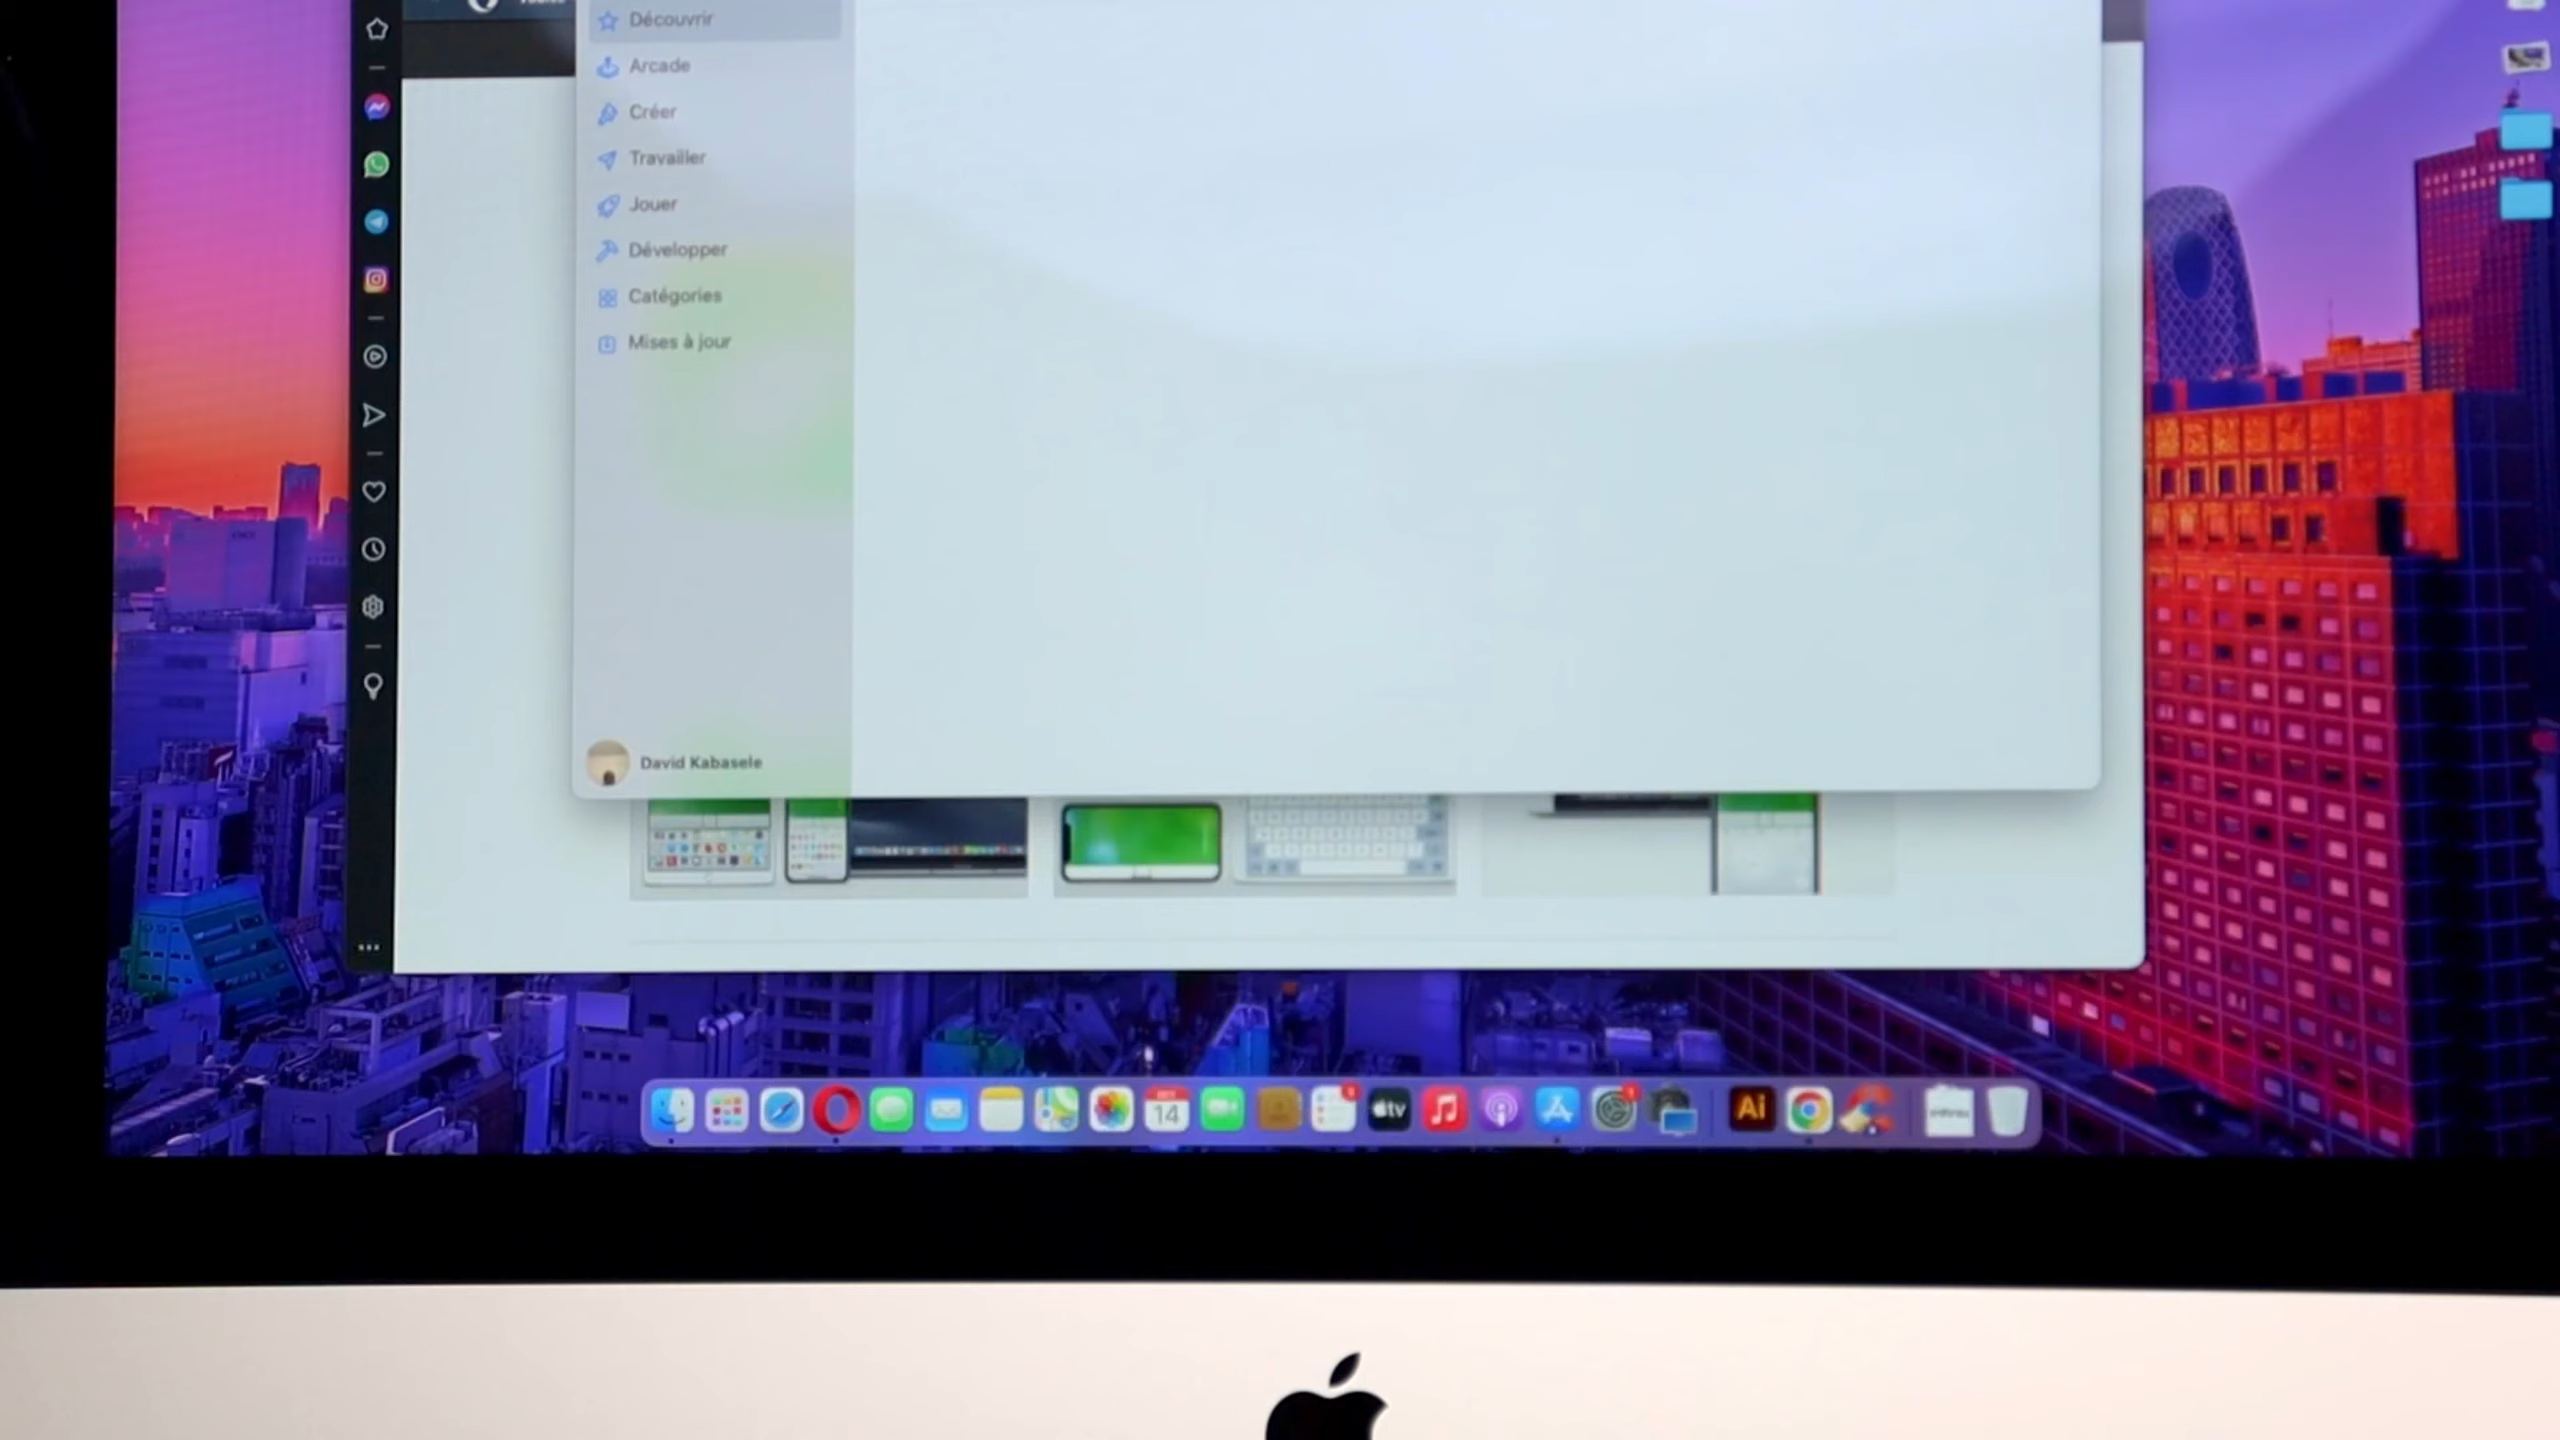 Découvrir
Arcade
Créer
Travailler
Jouer
Développer
Catégories
Mises à jour
David Kabasele
14
tv
Ai